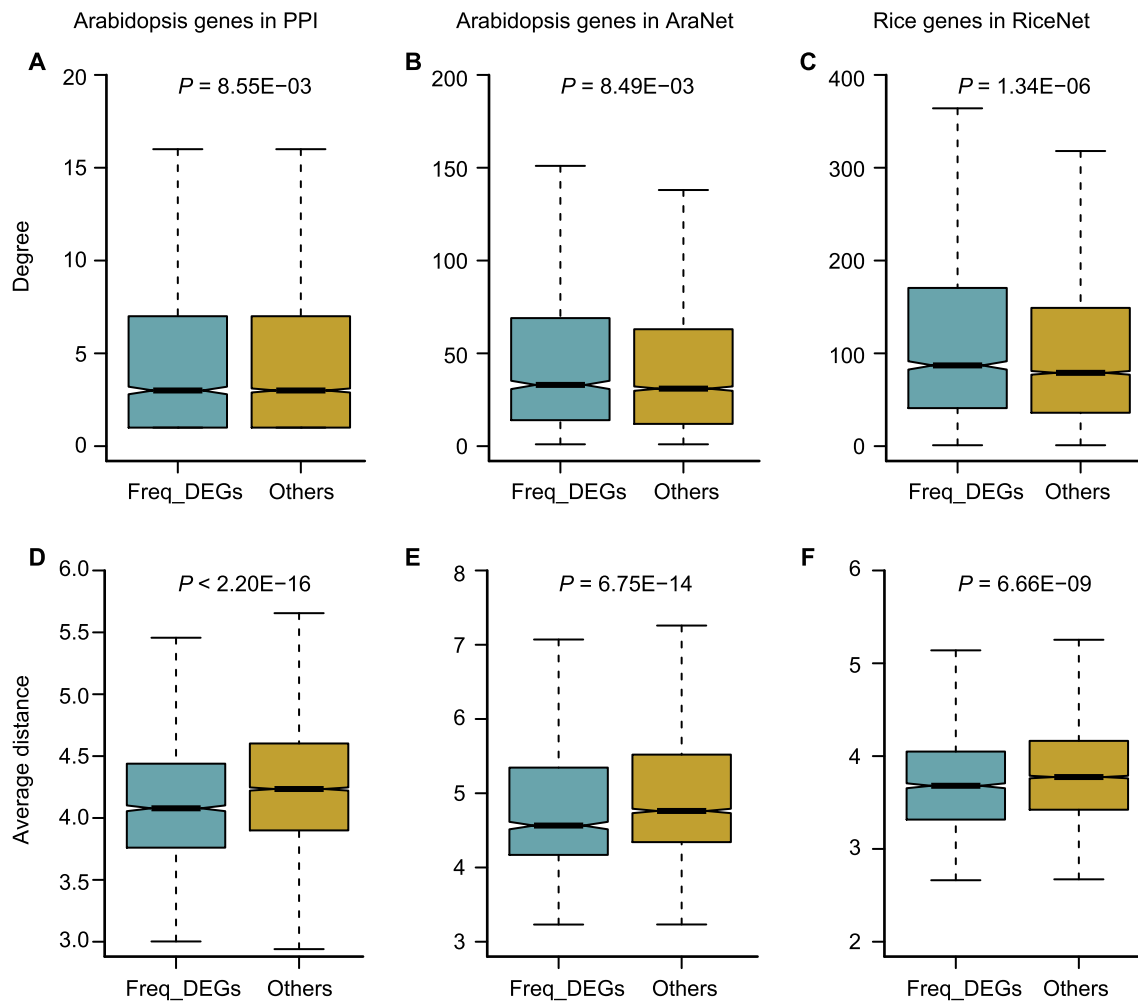 Arabidopsis genes in PPI
Arabidopsis genes in AraNet
Rice genes in RiceNet
A
P = 8.55E−03
20
15
10
5
0
Degree
Freq_DEGs
Others
B
P = 8.49E−03
200
150
100
50
0
Freq_DEGs
Others
C
P = 1.34E−06
400
300
200
100
0
Freq_DEGs
Others
D
P < 2.20E−16
6.0
5.5
5.0
4.5
4.0
3.5
3.0
Average distance
Freq_DEGs
Others
E
P = 6.75E−14
8
7
6
5
4
3
Freq_DEGs
Others
F
P = 6.66E−09
6
5
4
3
2
Freq_DEGs
Others